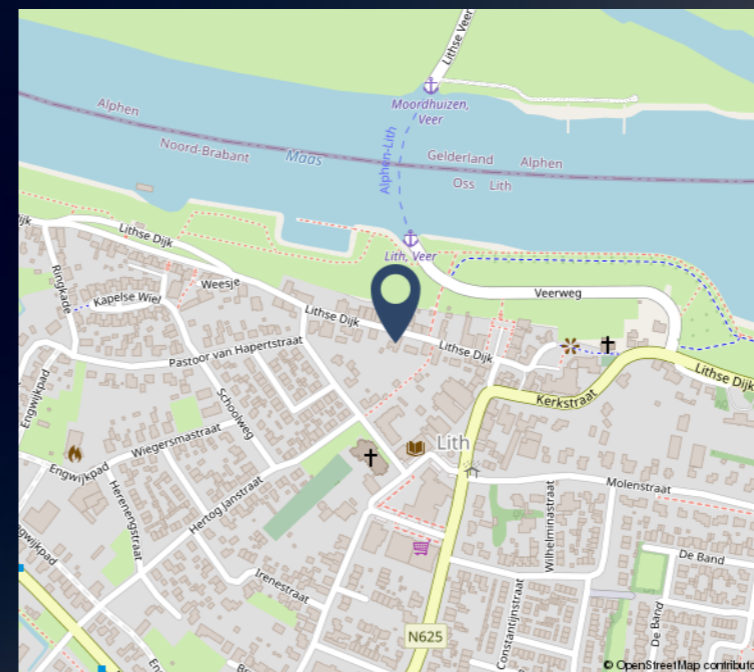 Lithse Veer
Moordhuizen,
Veer
Alphen
Noord-Brabant
Maas
Gelderland
Alphen
Oss
Lith
Alphen-Lith
Lith, Veer
Lithse Dijk
Weesje
Kapelse Wiel
Ringkade
Lithse Dijk
Veerweg
Pastoor van Hapertstraat
Lithse Dijk
Lithse Dijk
Kerkstraat
Engwijkpad
Schoolweg
Wiegersmastraat
Lith
Engwijkpad
Herenengstraat
Hertog Janstraat
Molenstraat
Wilhelminastraat
De Band
Irenestraat
Constantijnstraat
De Band
N625
© OpenStreetMap contributo